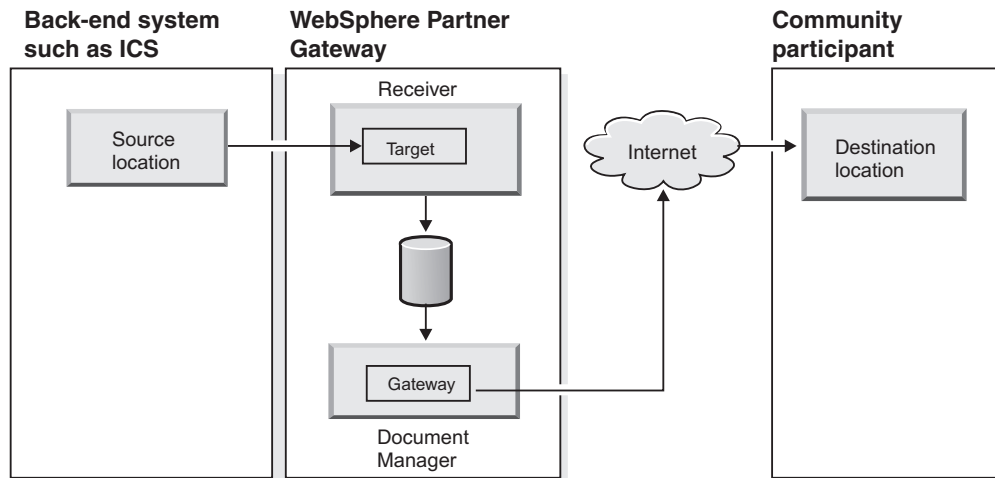 Back-end system
such as ICS
WebSphere Partner
Gateway
Community
participant
Receiver
Source
location
Target
Internet
Destination
location
Gateway
Document
Manager